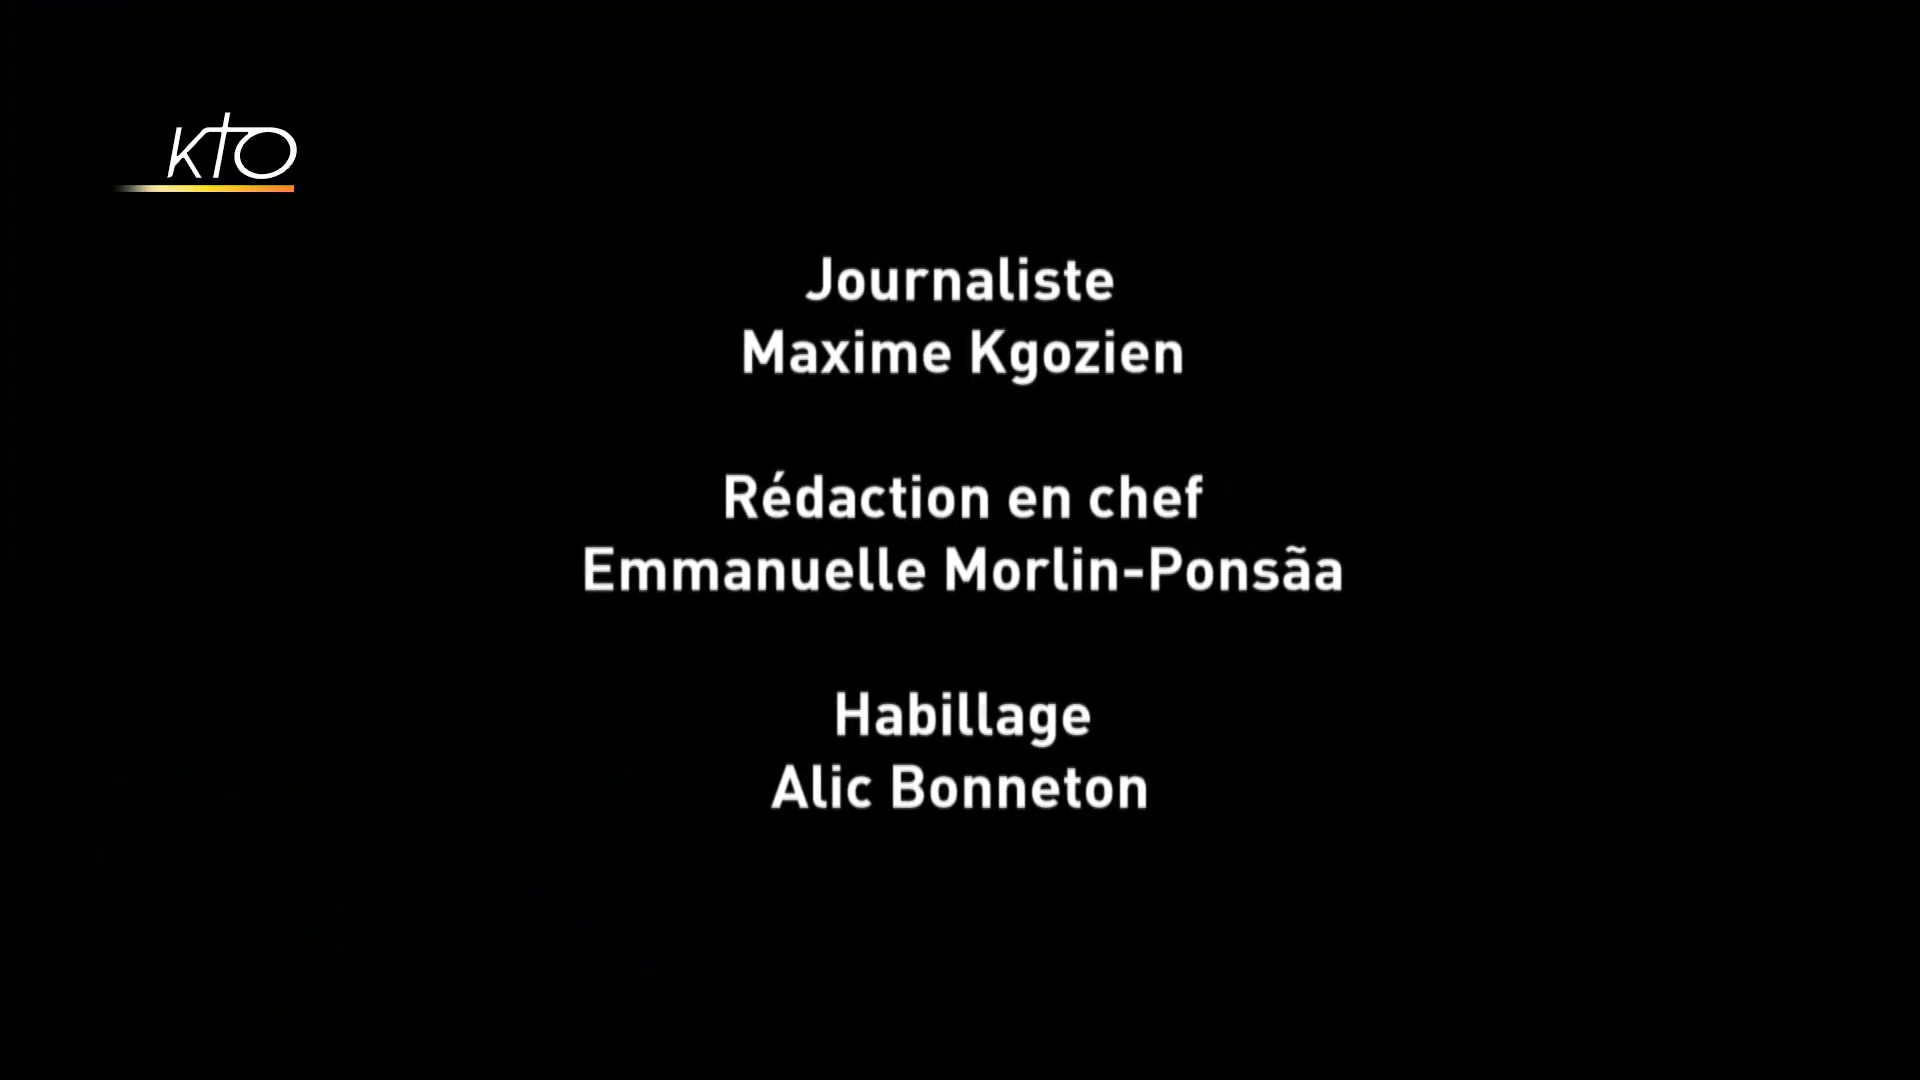 KTO
Journaliste
Maxime Kgozien
Rédaction en chef
Emmanuelle Morlin-Ponsãa
Habillage
Alic Bonneton